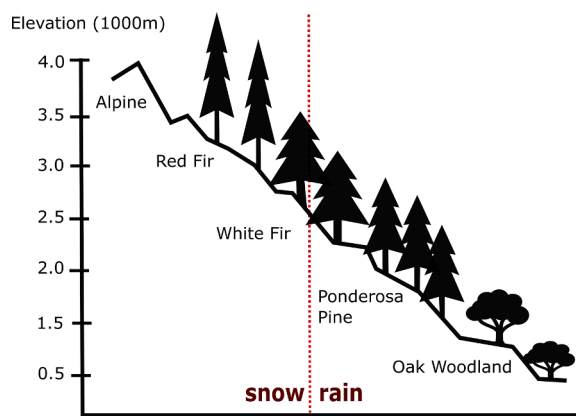 Elevation (1000m)
4.0
Alpine
3.5
Red Fir
3.0
2.5
White Fir
2.0
Ponderosa
Pine
1.5
Oak Woodland
0.5
snow rain